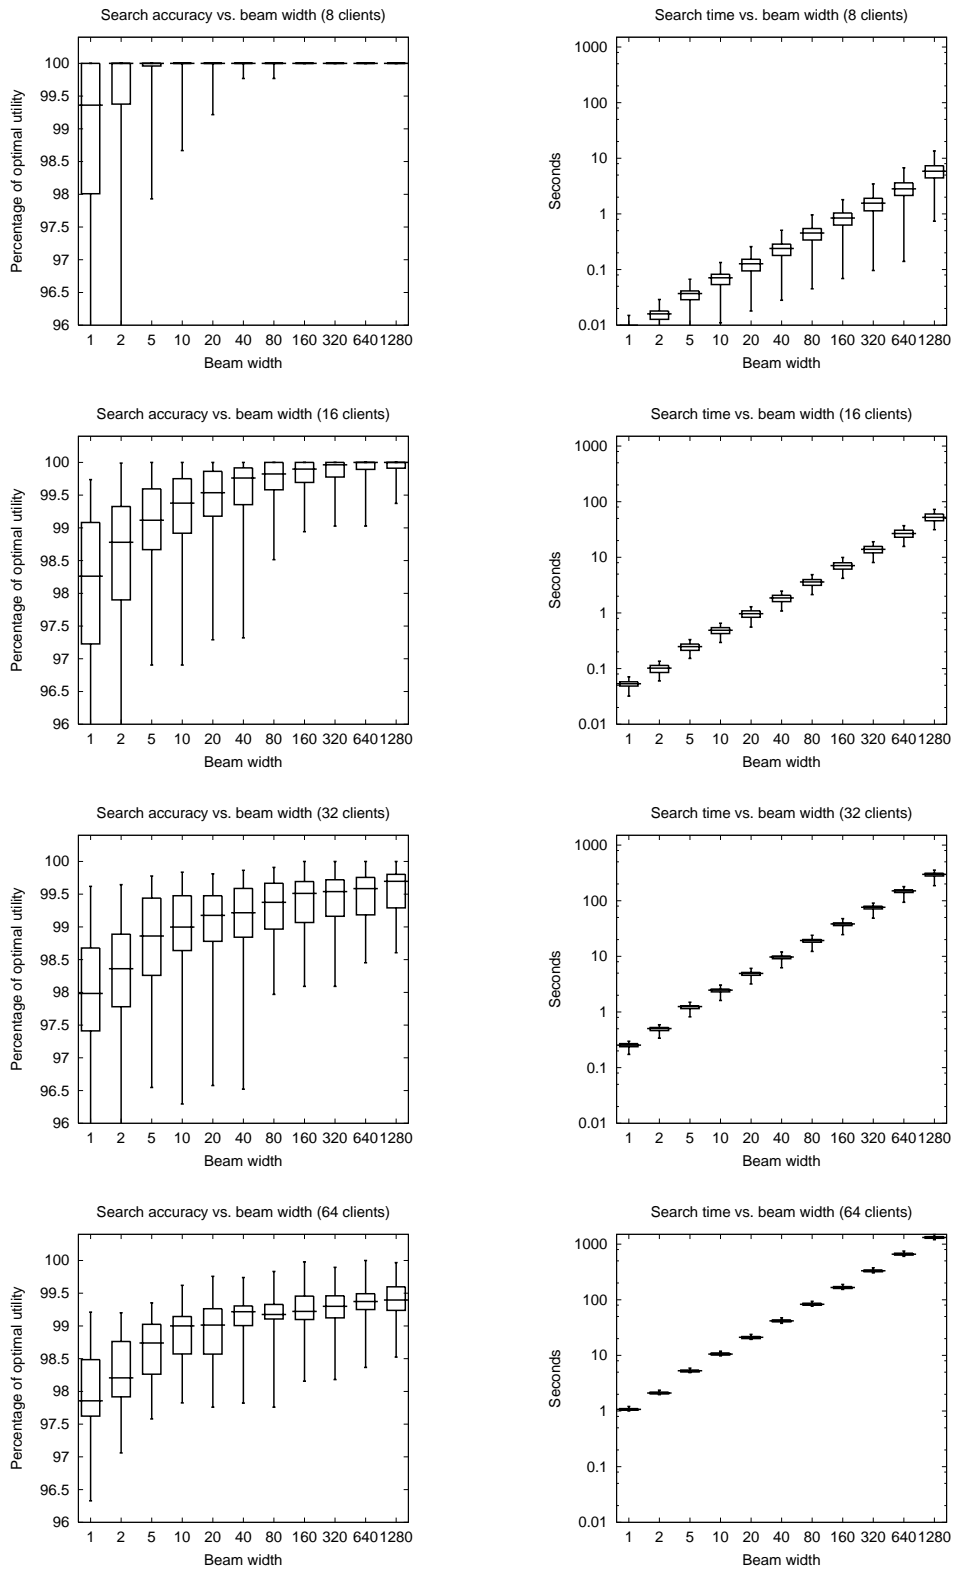 Search accuracy vs. beam width (8 clients)
Percentage of optimal utility
100
99.5
99
98.5
98
97.5
97
96.5
96
1 2 5 10 20 40 80 160 320 640 1280
Beam width
Search time vs. beam width (8 clients)
Seconds
1000
100
10
1
0.1
0.01
1 2 5 10 20 40 80 160 320 640 1280
Beam width
Search accuracy vs. beam width (16 clients)
Percentage of optimal utility
100
99.5
99
98.5
98
97.5
97
96.5
96
1 2 5 10 20 40 80 160 320 640 1280
Beam width
Search time vs. beam width (16 clients)
Seconds
1000
100
10
1
0.1
0.01
1 2 5 10 20 40 80 160 320 640 1280
Beam width
Search accuracy vs. beam width (32 clients)
Percentage of optimal utility
100
99.5
99
98.5
98
97.5
97
96.5
96
1 2 5 10 20 40 80 160 320 640 1280
Beam width
Search time vs. beam width (32 clients)
Seconds
1000
100
10
1
0.1
0.01
1 2 5 10 20 40 80 160 320 640 1280
Beam width
Search accuracy vs. beam width (64 clients)
Percentage of optimal utility
100
99.5
99
98.5
98
97.5
97
96.5
96
1 2 5 10 20 40 80 160 320 640 1280
Beam width
Search time vs. beam width (64 clients)
Seconds
1000
100
10
1
0.1
0.01
1 2 5 10 20 40 80 160 320 640 1280
Beam width